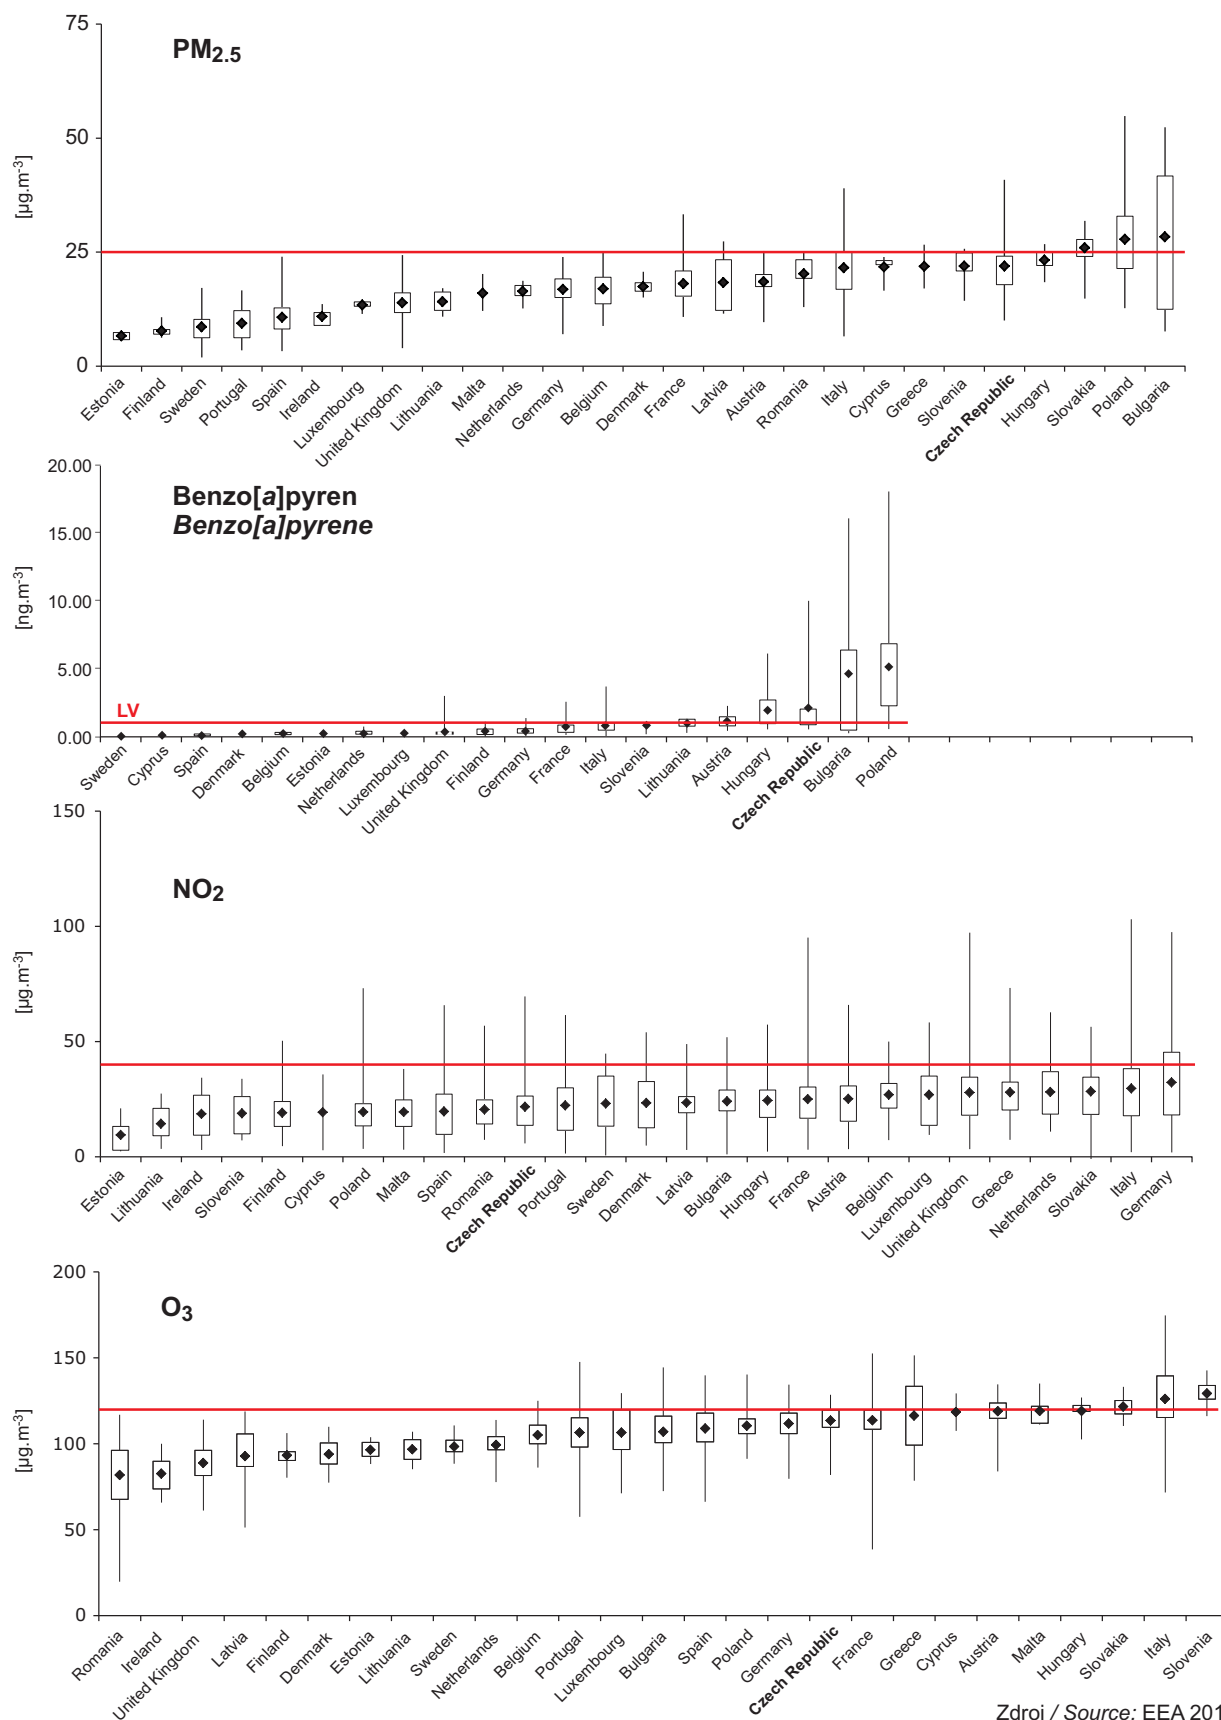 PM2.5
[µg.m-3]
75
50
25
0
Estonia
Finland
Sweden
Portugal
Spain
Ireland
Luxembourg
United Kingdom
Lithuania
Malta
Netherlands
Germany
Belgium
Denmark
France
Latvia
Austria
Romania
Italy
Cyprus
Greece
Slovenia
Czech Republic
Hungary
Slovakia
Poland
Bulgaria
Benzo[a]pyren
Benzo[a]pyrene
[ng.m-3]
20.00
15.00
10.00
5.00
0.00
LV
Sweden
Cyprus
Spain
Denmark
Belgium
Estonia
Netherlands
Luxembourg
United Kingdom
Finland
Germany
France
Italy
Slovenia
Lithuania
Austria
Hungary
Czech Republic
Bulgaria
Poland
NO2
[µg.m-3]
150
100
50
0
Estonia
Lithuania
Ireland
Slovenia
Finland
Cyprus
Poland
Malta
Spain
Romania
Czech Republic
Portugal
Sweden
Denmark
Latvia
Bulgaria
Hungary
France
Austria
Belgium
Luxembourg
United Kingdom
Greece
Netherlands
Slovakia
Italy
Germany
O3
[µg.m-3]
200
150
100
50
0
Romania
Ireland
United Kingdom
Latvia
Finland
Denmark
Estonia
Lithuania
Sweden
Netherlands
Belgium
Portugal
Luxembourg
Bulgaria
Spain
Poland
Germany
Czech Republic
France
Greece
Cyprus
Austria
Malta
Hungary
Slovakia
Italy
Slovenia
Zdroj / Source: EEA 201